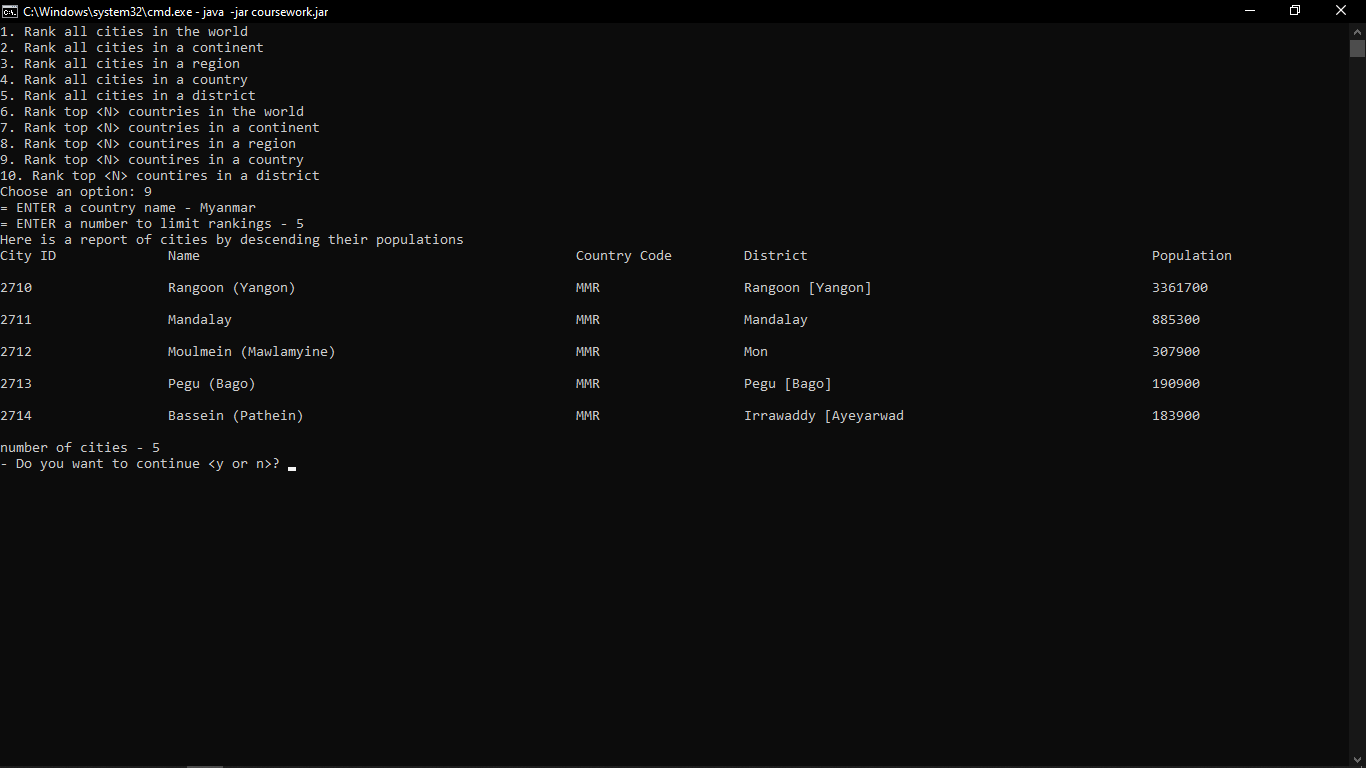 C:\Windows\system32\cmd.exe - java -jar coursework.jar
1. Rank all cities in the world
2. Rank all cities in a continent
3. Rank all cities in a region
4. Rank all cities in a country
5. Rank all cities in a district
6. Rank top <N> countries in the world
7. Rank top <N> countries in a continent
8. Rank top <N> countires in a region
9. Rank top <N> countires in a country
10. Rank top <N> countires in a district
Choose an option: 9
= ENTER a country name - Myanmar
= ENTER a number to limit rankings - 5
Here is a report of cities by descending their populations
City ID Name Country Code District Population
2710 Rangoon (Yangon) MMR Rangoon [Yangon] 3361700
2711 Mandalay MMR Mandalay 885300
2712 Moulmein (Mawlamyine) MMR Mon 307900
2713 Pegu (Bago) MMR Pegu [Bago] 190900
2714 Bassein (Pathein) MMR Irrawaddy [Ayeyarwad 183900
number of cities - 5
- Do you want to continue <y or n>?